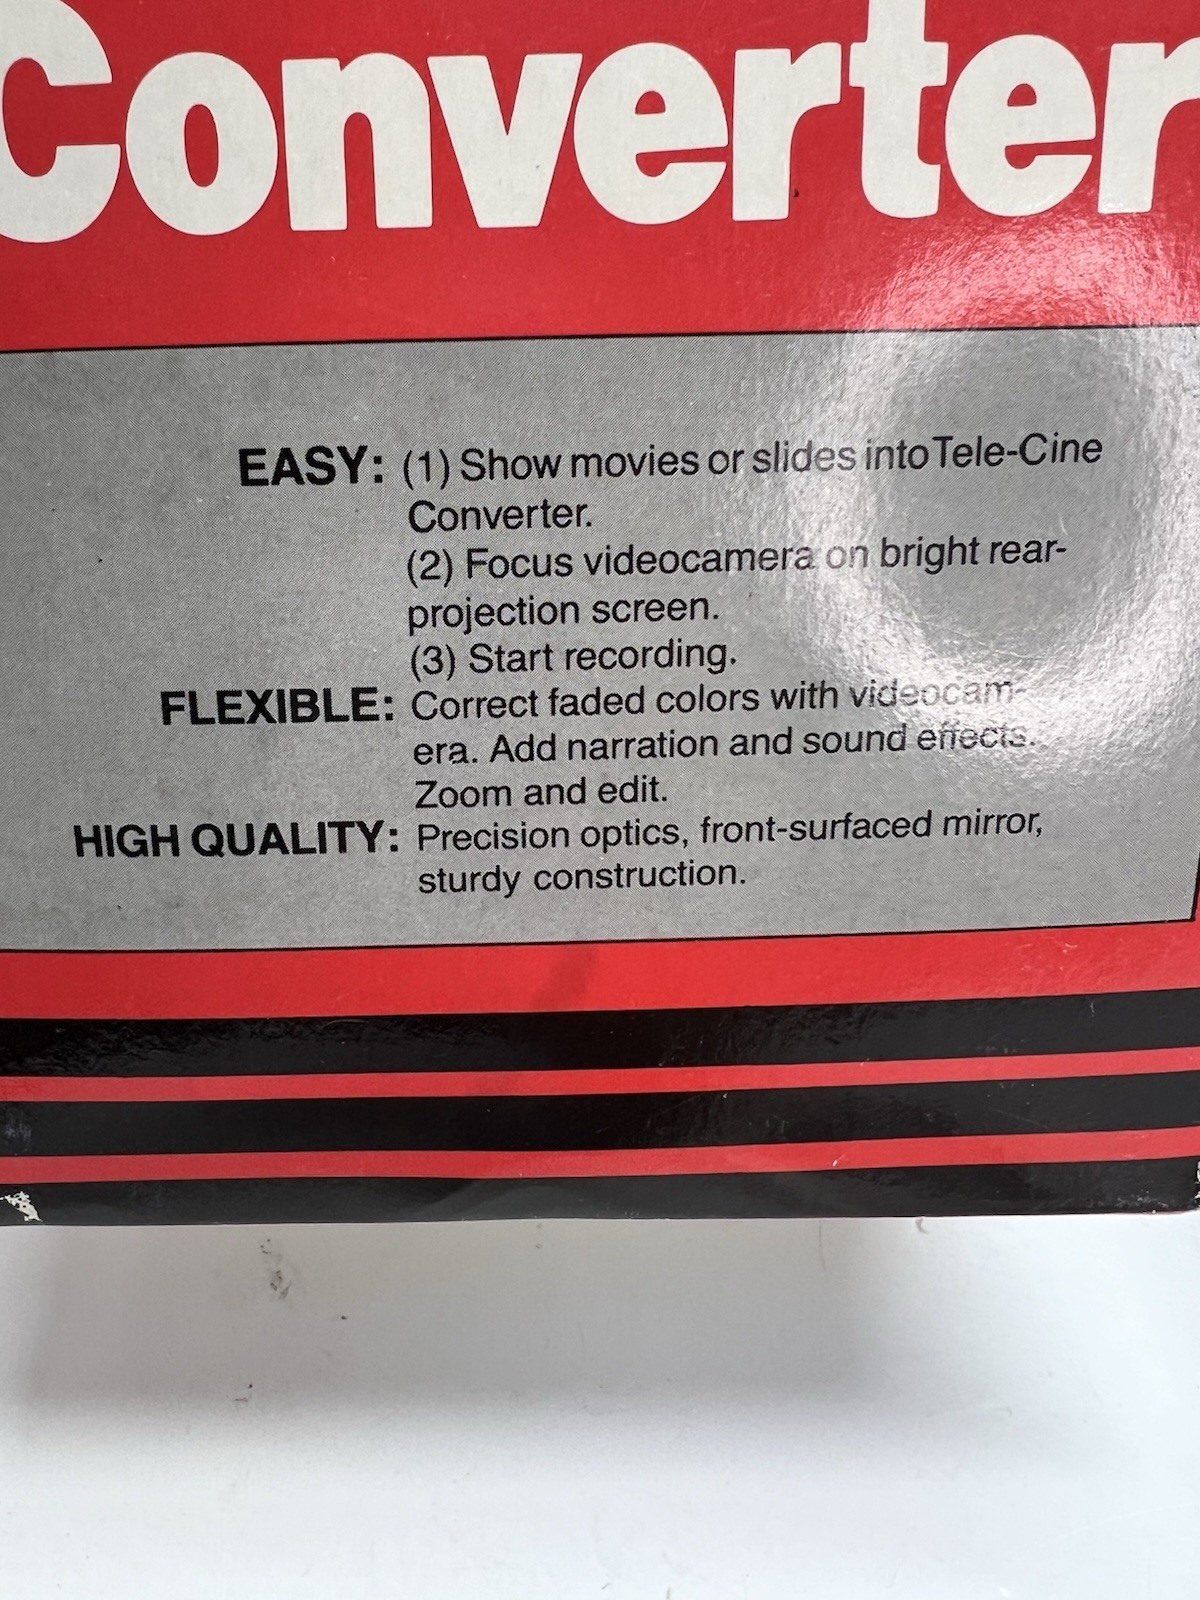 Converter
EASY: (1) Show movies or slides into Tele-Cine
Converter.
(2) Focus videocamera on bright rear-
projection screen.
(3) Start recording.
FLEXIBLE: Correct faded colors with videocam-
era. Add narration and sound effects.
Zoom and edit.
HIGH QUALITY: Precision optics, front-surfaced mirror,
sturdy construction.